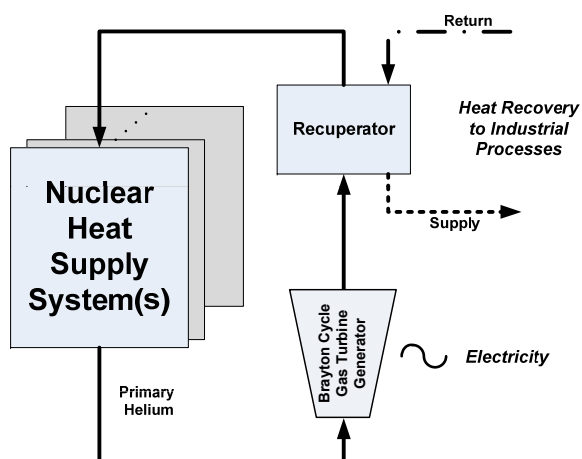 Return
Recuperator
Heat Recovery
to Industrial
Processes
Nuclear
Heat
Supply
System(s)
Supply
Brayton Cycle
Gas Turbine
Generator
Electricity
Primary
Helium